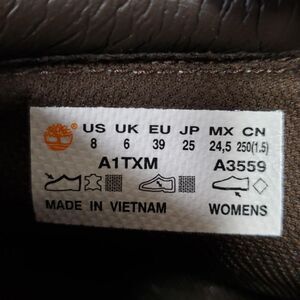 US UK EU JP MX CN
8 6 39 25 24,5 250(1.5)
A1TXM A3559
MADE IN VIETNAM WOMENS